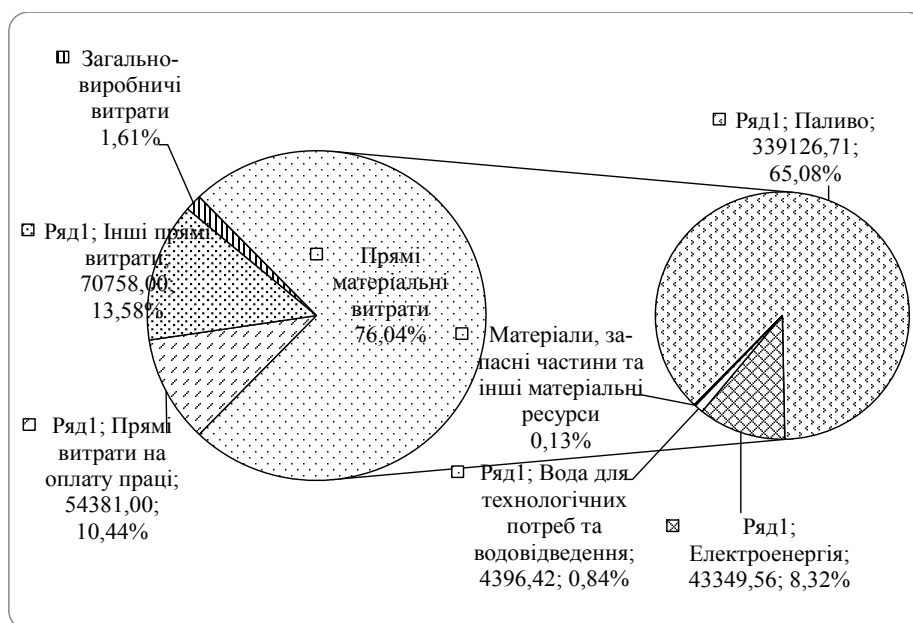 Загально-
виробничі
витрати
1,61%
Ряд1; Інші прямі
витрати;
70758,00;
13,58%
Ряд1; Прямі
витрати на
оплату праці;
54381,00;
10,44%
Прямі
матеріальні
витрати
76,04%
Матеріали, за-
пасні частини та
інші матеріальні
ресурси
0,13%
Ряд1; Вода для
технологічних
потреб та
водовідведення;
4396,42; 0,84%
Ряд1; Паливо;
339126,71;
65,08%
Ряд1;
Електроенергія;
43349,56; 8,32%